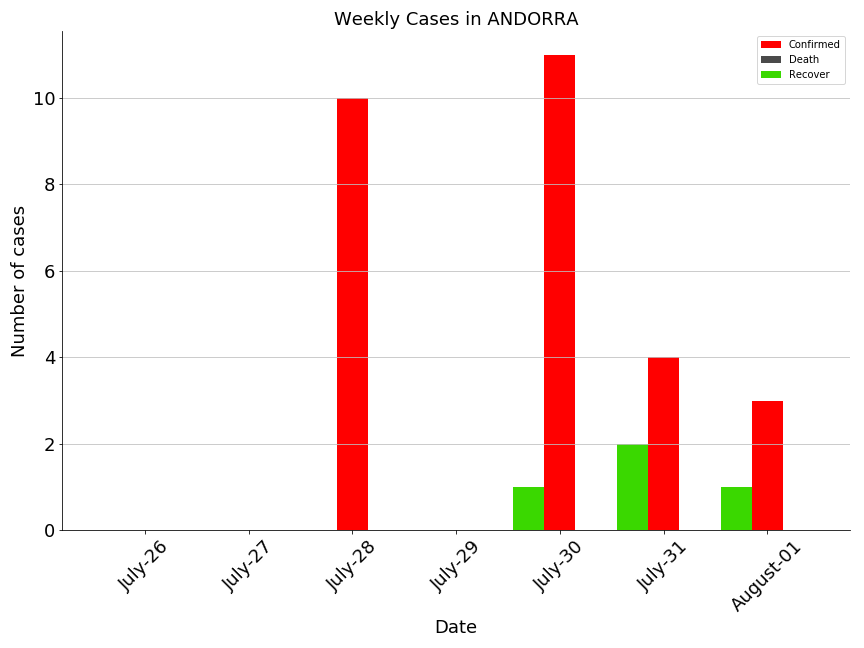 Weekly Cases in ANDORRA
Confirmed
Death
Recover
Number of cases
10
8
6
4
2
0
July-26
July-27
July-28
July-29
July-30
July-31
August-01
Date